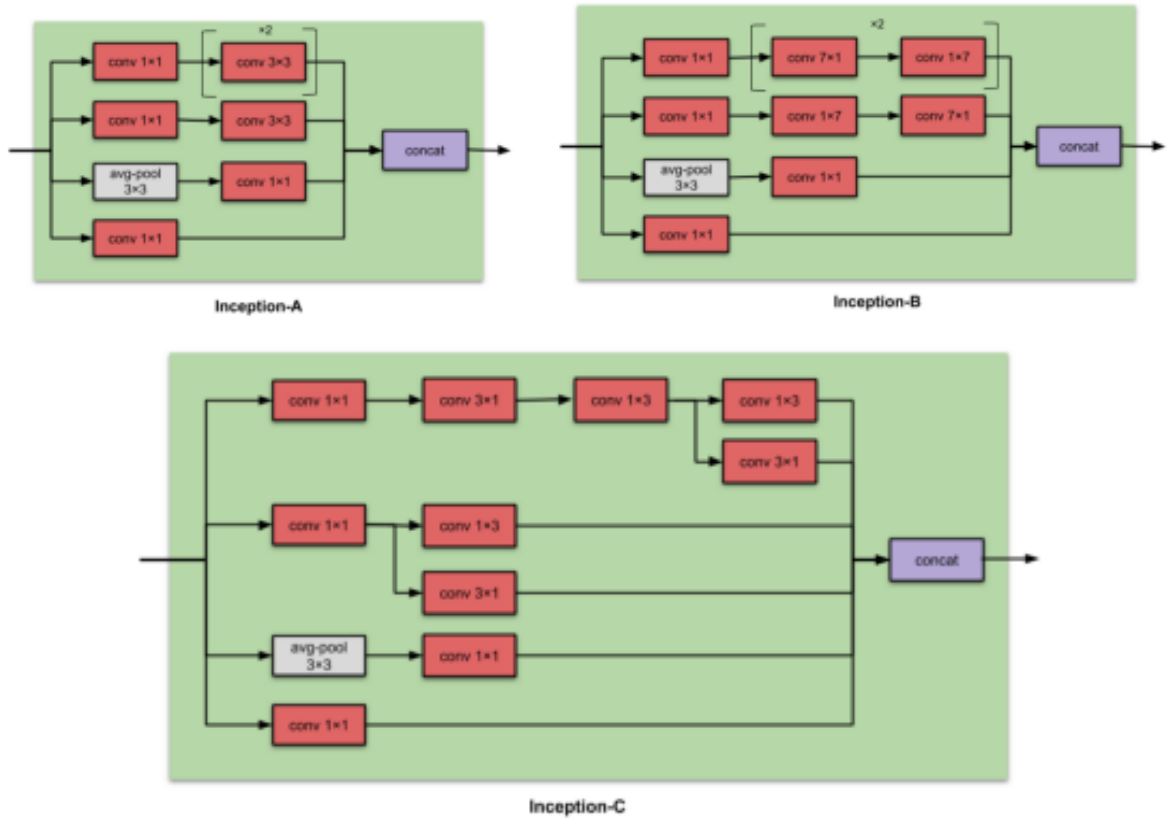 ×2
conv 1×1
conv 3×3
conv 1×1
conv 3×3
avg-pool
3×3
conv 1×1
conv 1×1
concat
Inception-A
×2
conv 1×1
conv 7×1
conv 1×7
conv 1×1
conv 1×7
conv 7×1
avg-pool
3×3
conv 1×1
conv 1×1
concat
Inception-B
conv 1×1
conv 3×1
conv 1×3
conv 1×3
conv 3×1
conv 1×1
conv 1×3
conv 3×1
avg-pool
3×3
conv 1×1
conv 1×1
concat
Inception-C